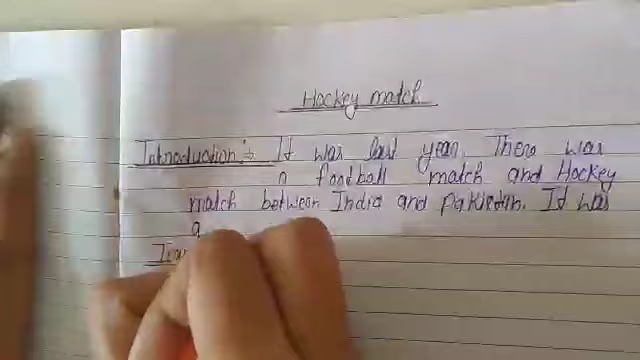 Hockey match
Introduction :- It was last year. There was
a football match and Hockey
match between India and Pakistan. It was
a